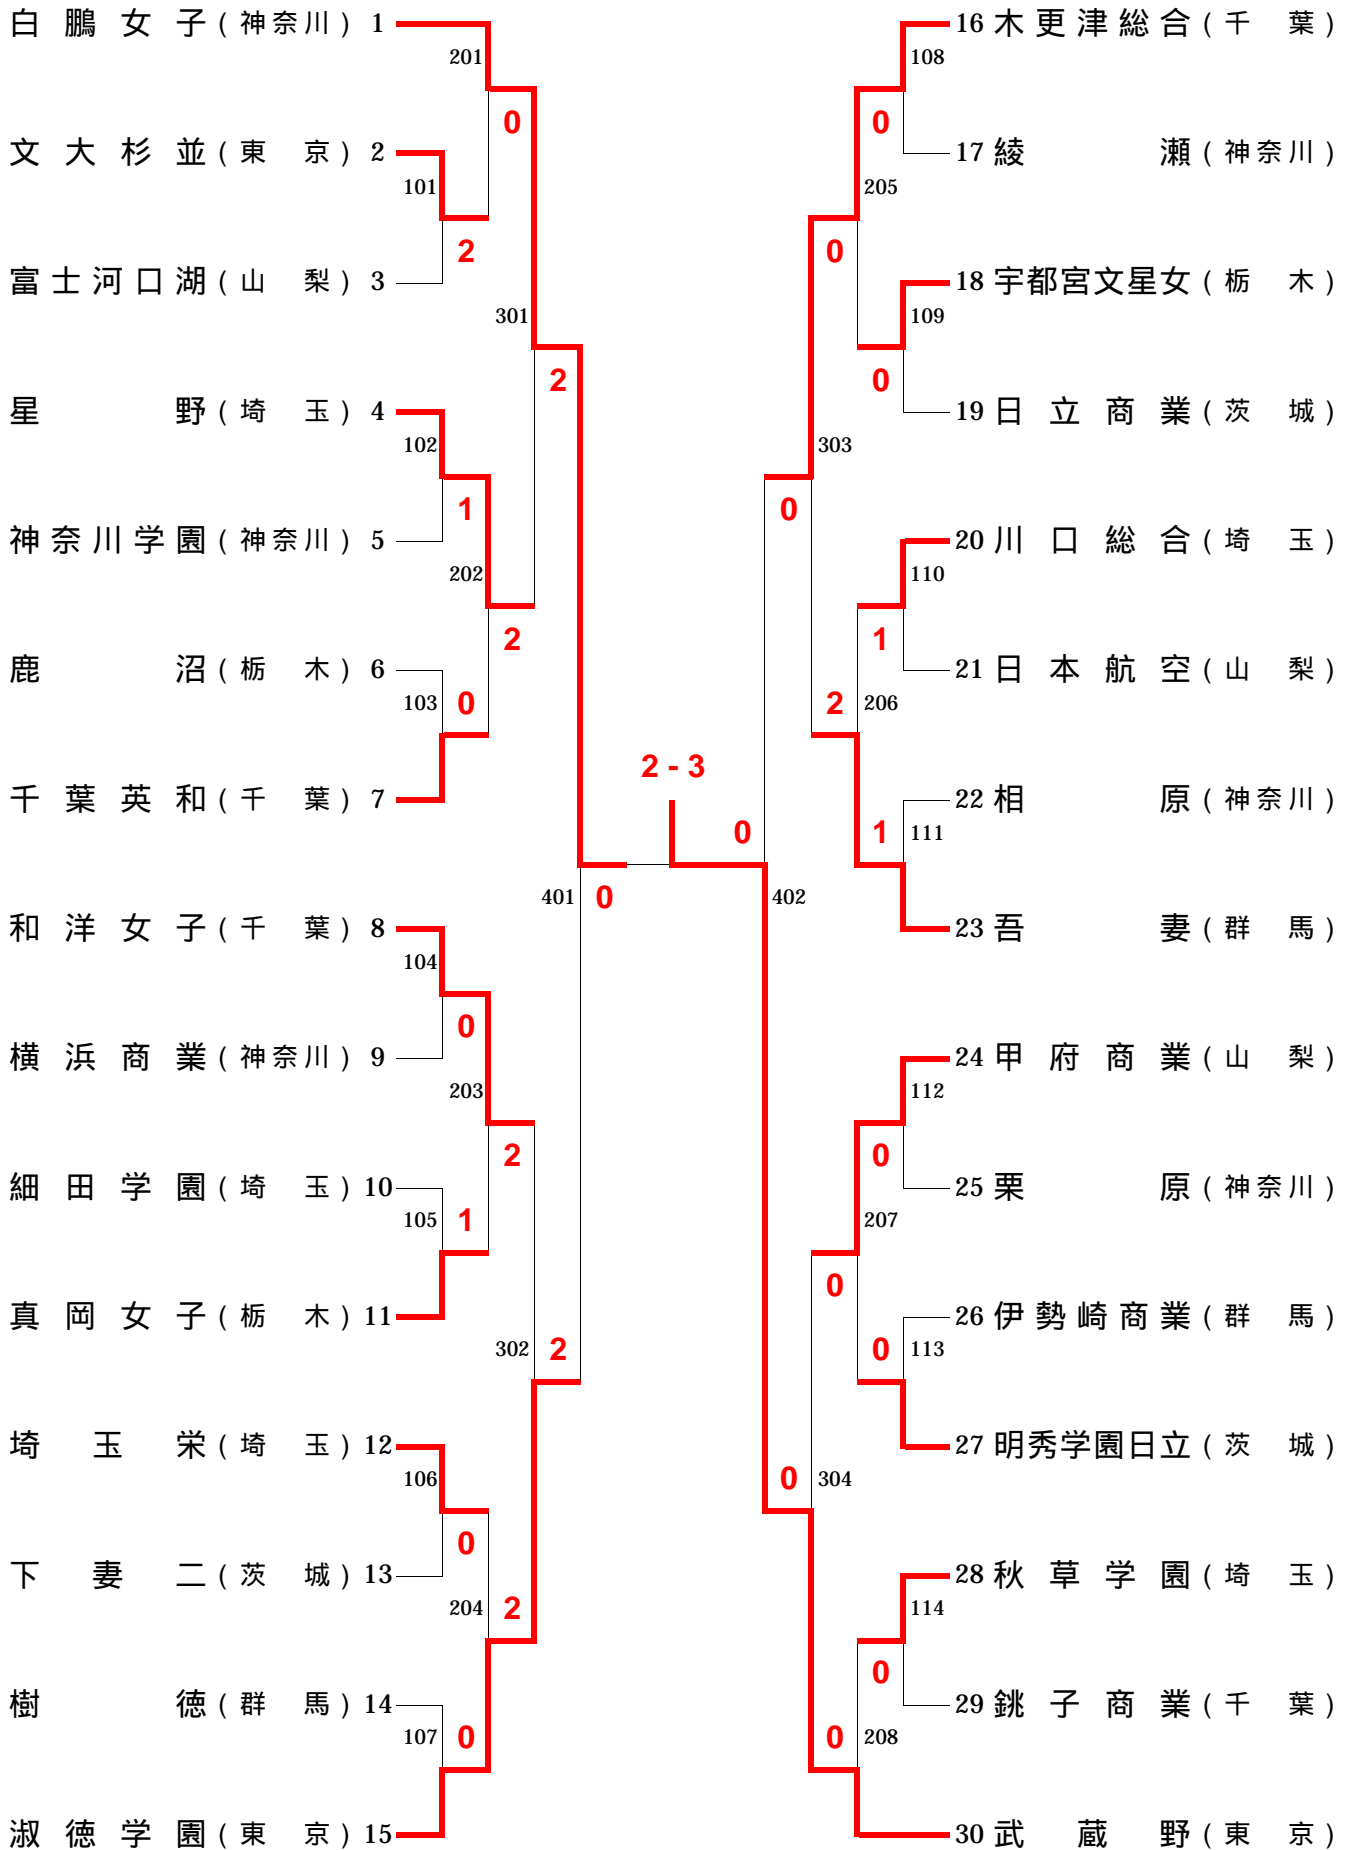 白鵬女子(神奈川) 1
201
0
文大杉並(東京) 2
101
2
富士河口湖(山梨) 3
301
2
星野(埼玉) 4
102
1
神奈川学園(神奈川) 5
202
2
鹿沼(栃木) 6
103
0
千葉英和(千葉) 7
401
0
和洋女子(千葉) 8
104
0
横浜商業(神奈川) 9
203
2
細田学園(埼玉) 10
105
1
真岡女子(栃木) 11
302
2
埼玉栄(埼玉) 12
106
0
下妻二(茨城) 13
204
2
樹徳(群馬) 14
107
0
淑徳学園(東京) 15
2 - 3
16 木更津総合(千葉)
108
0
17 綾瀬(神奈川)
205
0
18 宇都宮文星女(栃木)
109
0
19 日立商業(茨城)
303
0
20 川口総合(埼玉)
110
1
21 日本航空(山梨)
206
2
22 相原(神奈川)
111
1
23 吾妻(群馬)
402
0
24 甲府商業(山梨)
112
0
25 栗原(神奈川)
207
0
26 伊勢崎商業(群馬)
113
0
27 明秀学園日立(茨城)
304
0
28 秋草学園(埼玉)
114
0
29 銚子商業(千葉)
208
0
30 武蔵野(東京)